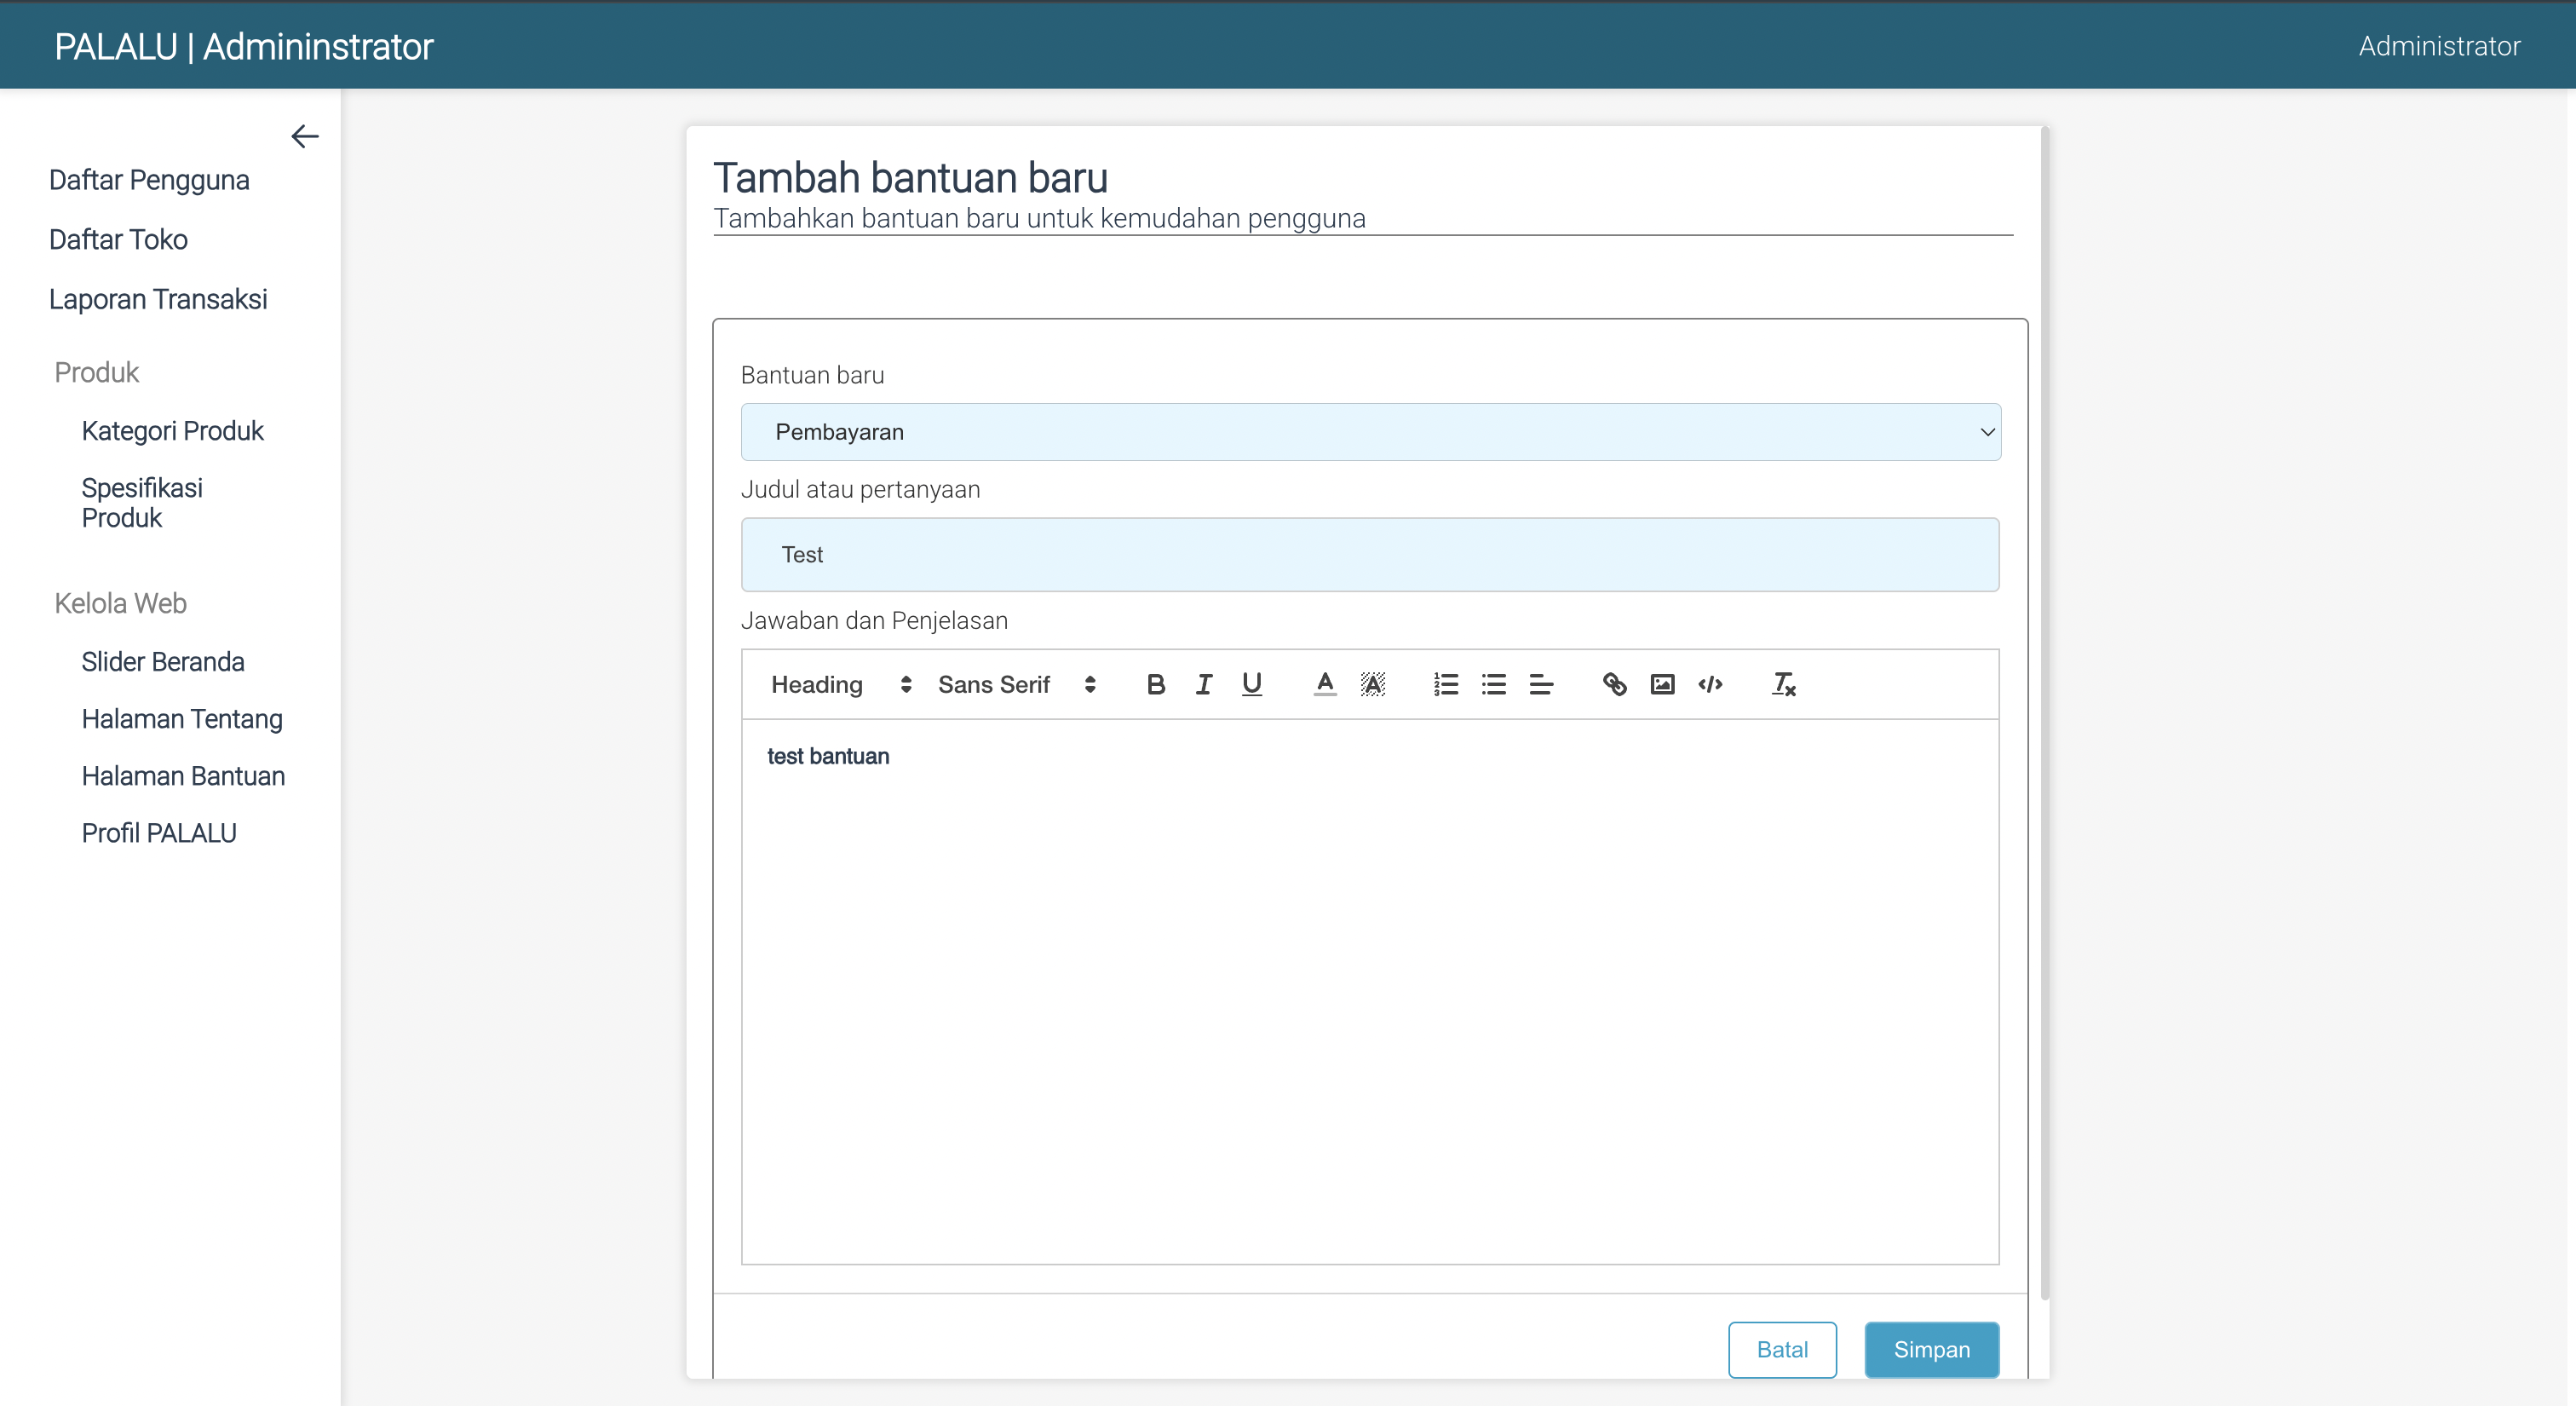 PALALU | Admininstrator
Administrator
Daftar Pengguna
Daftar Toko
Laporan Transaksi
Produk
Kategori Produk
Spesifikasi
Produk
Kelola Web
Slider Beranda
Halaman Tentang
Halaman Bantuan
Profil PALALU
Tambah bantuan baru
Tambahkan bantuan baru untuk kemudahan pengguna
Bantuan baru
Pembayaran
Judul atau pertanyaan
Test
Jawaban dan Penjelasan
Heading Sans Serif
test bantuan
Batal Simpan